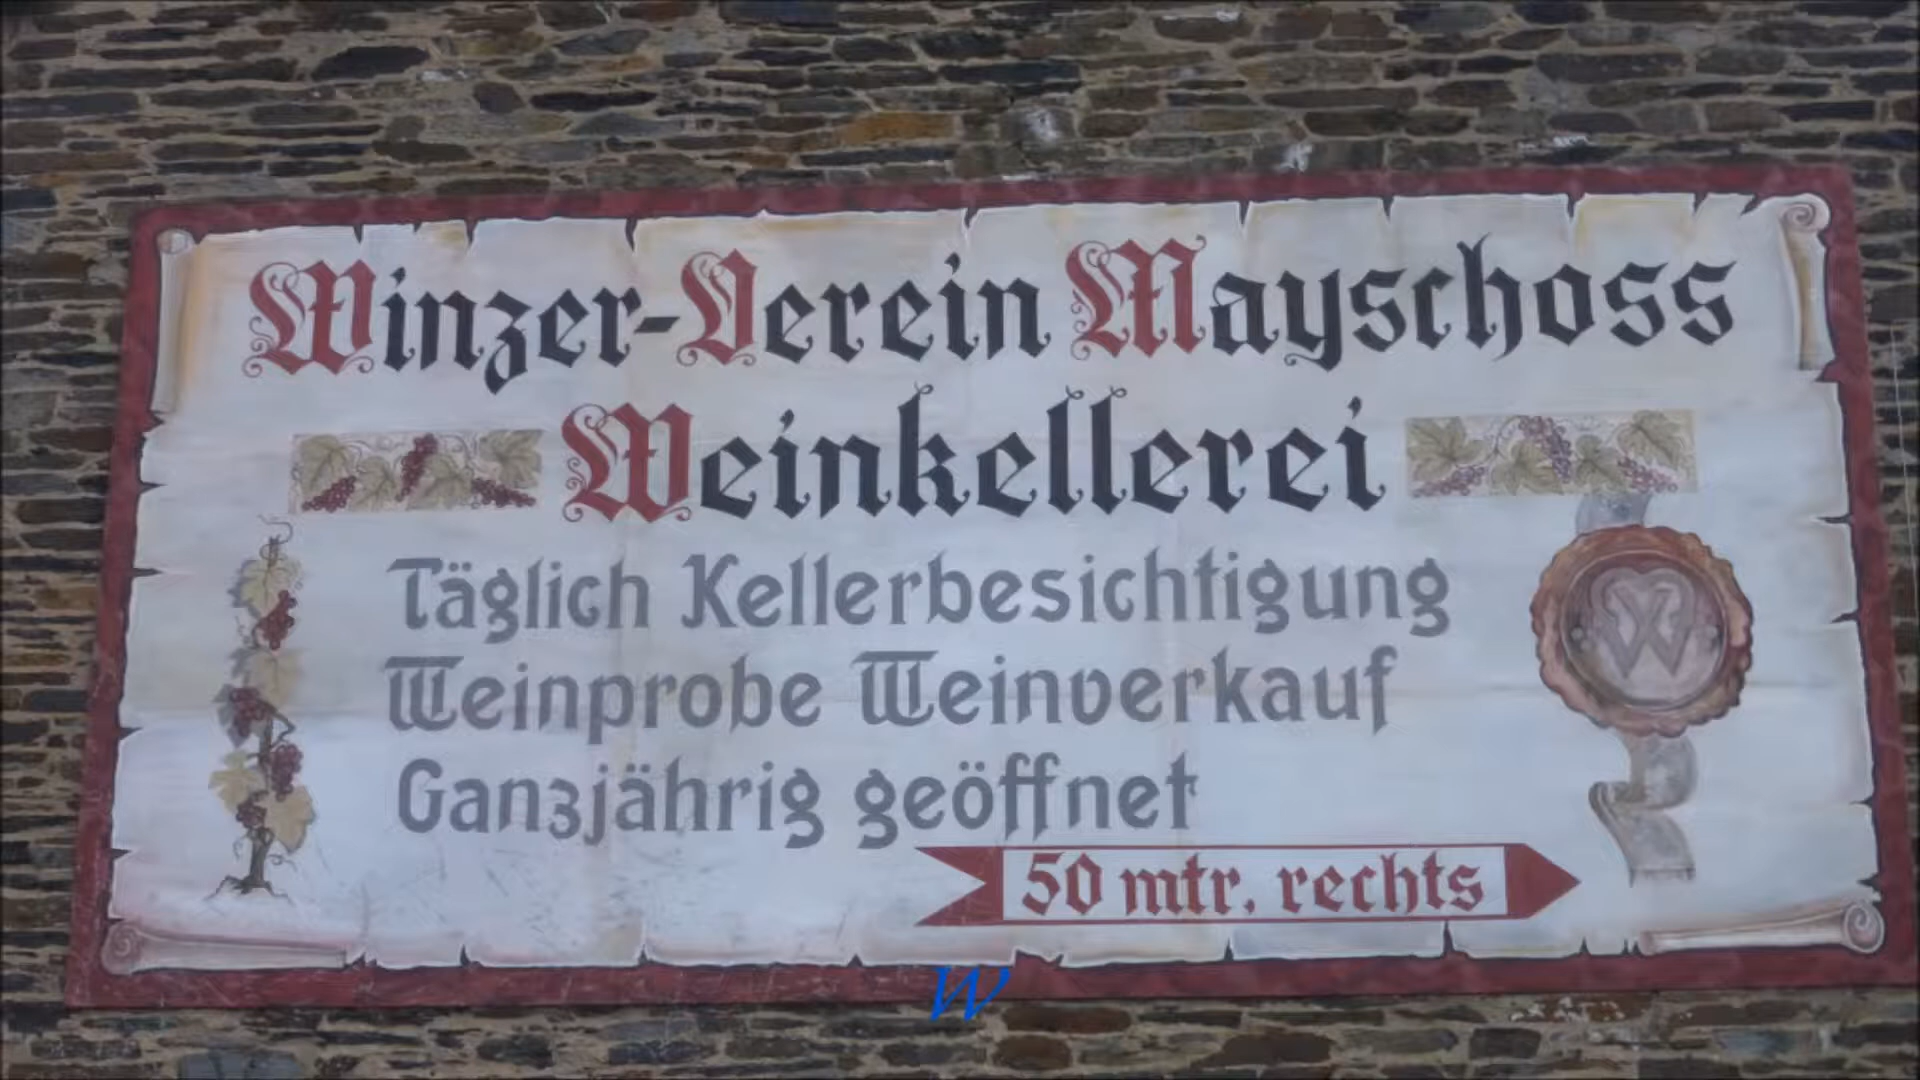 Winzer-Verein Mayschoss
Weinkellerei
Täglich Kellerbesichtigung
Weinprobe Weinverkauf
Ganzjährig geöffnet
50 mtr. rechts
W
W